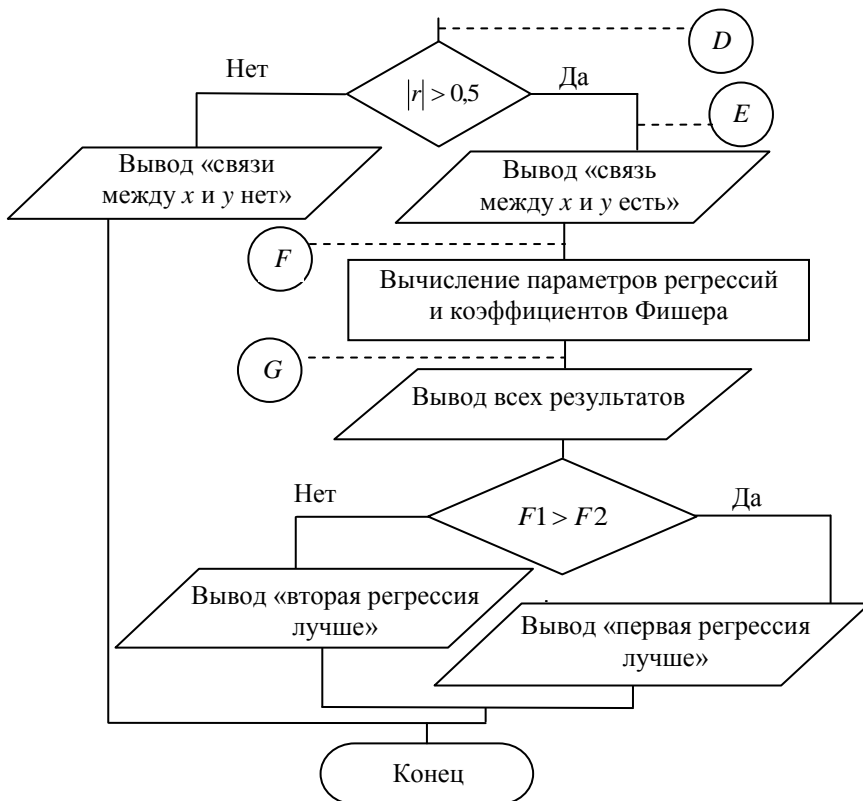 D
Нет
|r| > 0,5
Да
E
Вывод «связи
между x и y нет»
Вывод «связь
между x и y есть»
F
Вычисление параметров регрессий
и коэффициентов Фишера
G
Вывод всех результатов
Нет
F1 > F2
Да
Вывод «вторая регрессия
лучше»
Вывод «первая регрессия
лучше»
Конец